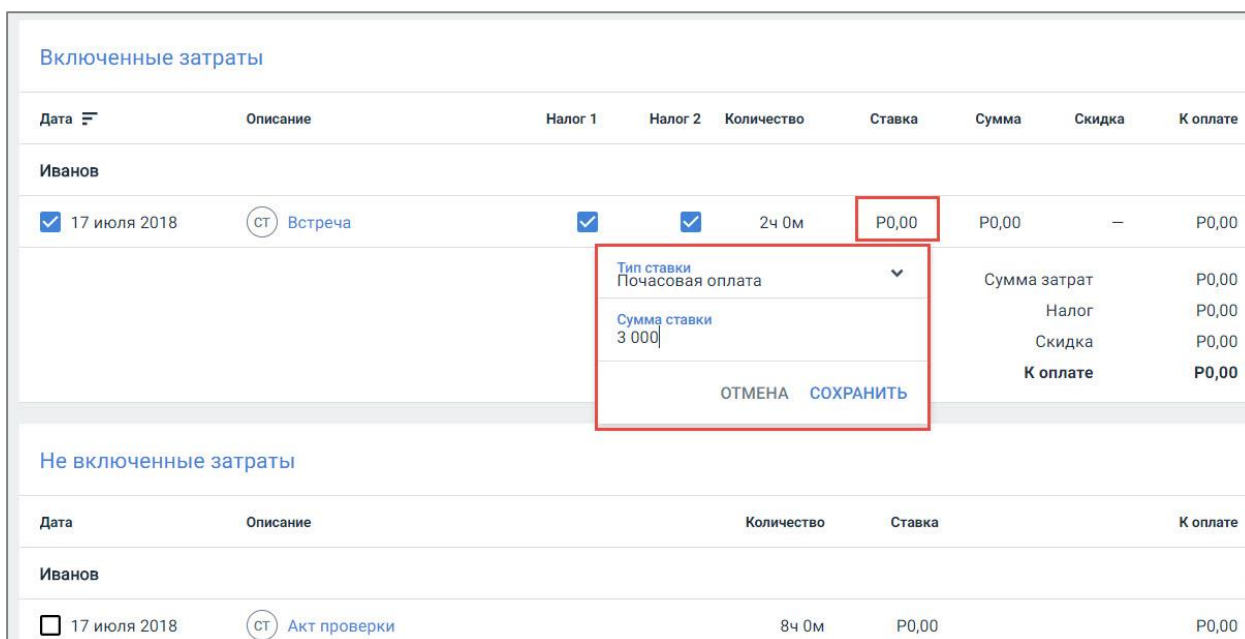 Включенные затраты
Дата Описание Налог 1 Налог 2 Количество Ставка Сумма Скидка К оплате
Иванов
17 июля 2018 СТ Встреча 2ч 0м Р0,00 Р0,00 – Р0,00
Тип ставки
Почасовая оплата
Сумма ставки
3 000
ОТМЕНА СОХРАНИТЬ
Сумма затрат Р0,00
Налог Р0,00
Скидка Р0,00
К оплате Р0,00
Не включенные затраты
Дата Описание Количество Ставка К оплате
Иванов
17 июля 2018 СТ Акт проверки 8ч 0м Р0,00 Р0,00